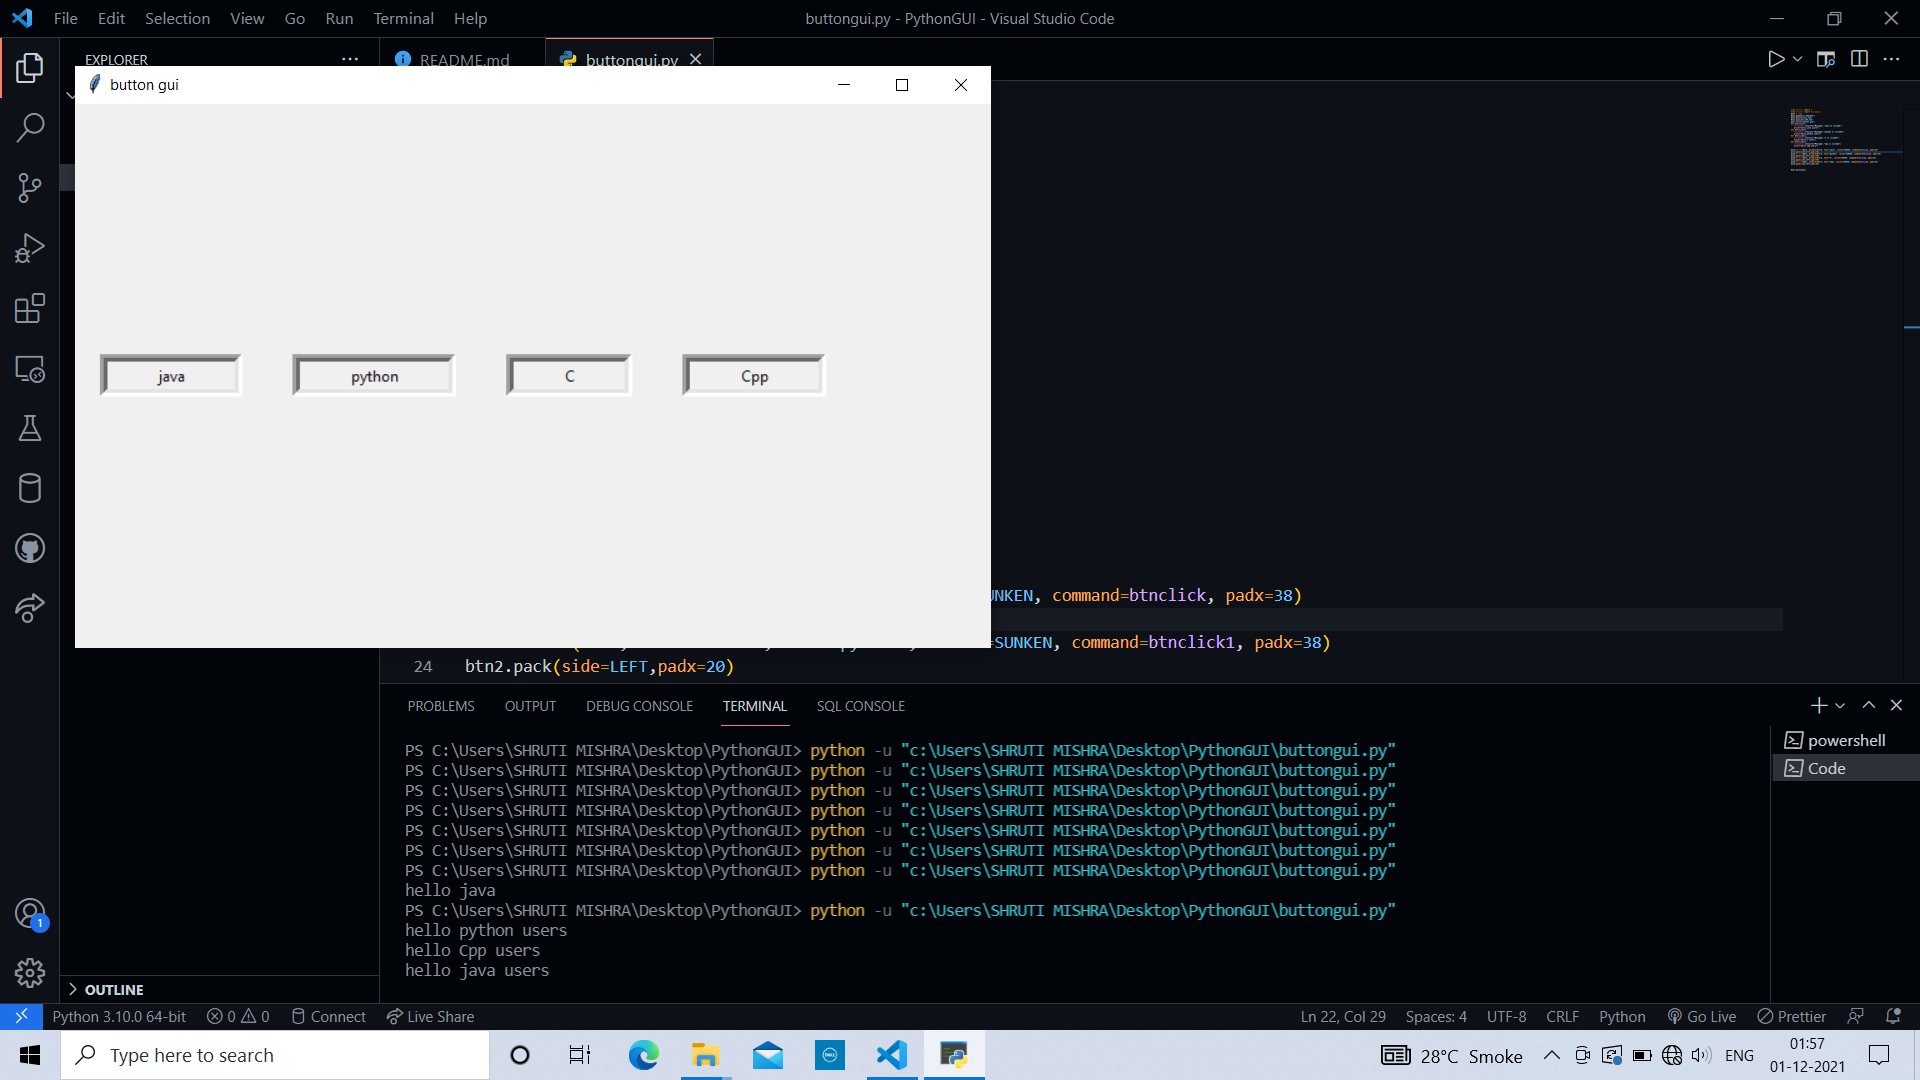 File Edit Selection View Go Run Terminal Help
buttongui.py - PythonGUI - Visual Studio Code
EXPLORER
README.md
buttongui.py
button gui
java
python
C
Cpp
UNKEN, command=btnclick, padx=38)
=SUNKEN, command=btnclick1, padx=38)
24 btn2.pack(side=LEFT,padx=20)
PROBLEMS OUTPUT DEBUG CONSOLE TERMINAL SQL CONSOLE
PS C:\Users\SHRUTI MISHRA\Desktop\PythonGUI> python -u "c:\Users\SHRUTI MISHRA\Desktop\PythonGUI\buttongui.py"
PS C:\Users\SHRUTI MISHRA\Desktop\PythonGUI> python -u "c:\Users\SHRUTI MISHRA\Desktop\PythonGUI\buttongui.py"
PS C:\Users\SHRUTI MISHRA\Desktop\PythonGUI> python -u "c:\Users\SHRUTI MISHRA\Desktop\PythonGUI\buttongui.py"
PS C:\Users\SHRUTI MISHRA\Desktop\PythonGUI> python -u "c:\Users\SHRUTI MISHRA\Desktop\PythonGUI\buttongui.py"
PS C:\Users\SHRUTI MISHRA\Desktop\PythonGUI> python -u "c:\Users\SHRUTI MISHRA\Desktop\PythonGUI\buttongui.py"
PS C:\Users\SHRUTI MISHRA\Desktop\PythonGUI> python -u "c:\Users\SHRUTI MISHRA\Desktop\PythonGUI\buttongui.py"
PS C:\Users\SHRUTI MISHRA\Desktop\PythonGUI> python -u "c:\Users\SHRUTI MISHRA\Desktop\PythonGUI\buttongui.py"
hello java
PS C:\Users\SHRUTI MISHRA\Desktop\PythonGUI> python -u "c:\Users\SHRUTI MISHRA\Desktop\PythonGUI\buttongui.py"
hello python users
hello Cpp users
hello java users
powershell
Code
1
OUTLINE
Python 3.10.0 64-bit 0 0 Connect Live Share
Ln 22, Col 29 Spaces: 4 UTF-8 CRLF Python Go Live Prettier
Type here to search
DELL
28°C Smoke
ENG
01:57
01-12-2021